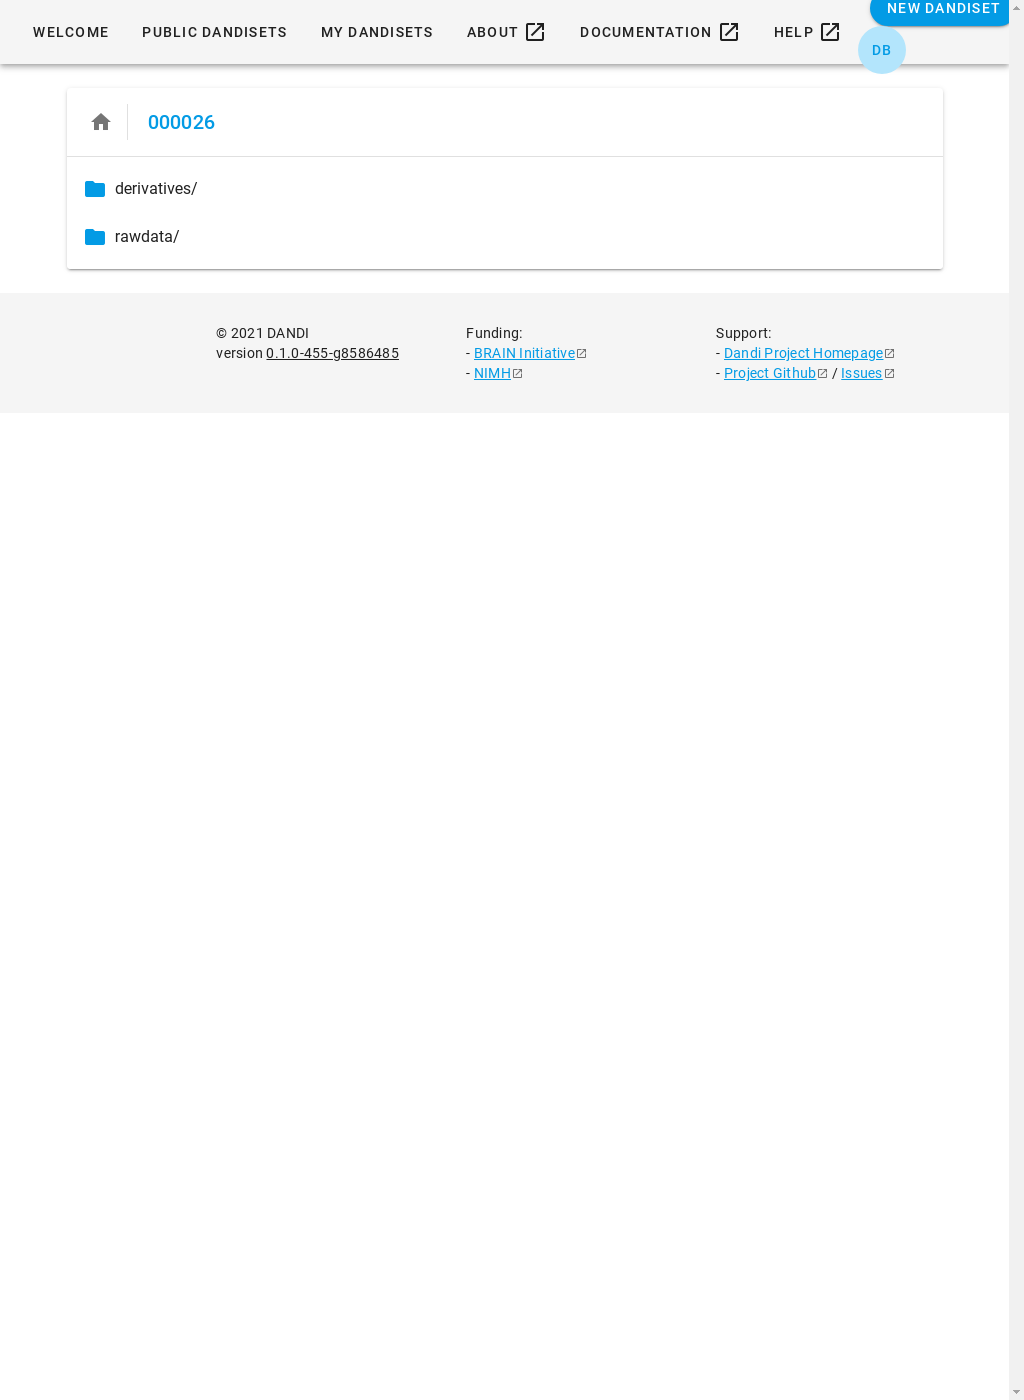 NEW DANDISET
WELCOME PUBLIC DANDISETS MY DANDISETS ABOUT DOCUMENTATION HELP
DB
000026
derivatives/
rawdata/
© 2021 DANDI
version 0.1.0-455-g8586485
Funding:
- BRAIN Initiative
- NIMH
Support:
- Dandi Project Homepage
- Project Github / Issues